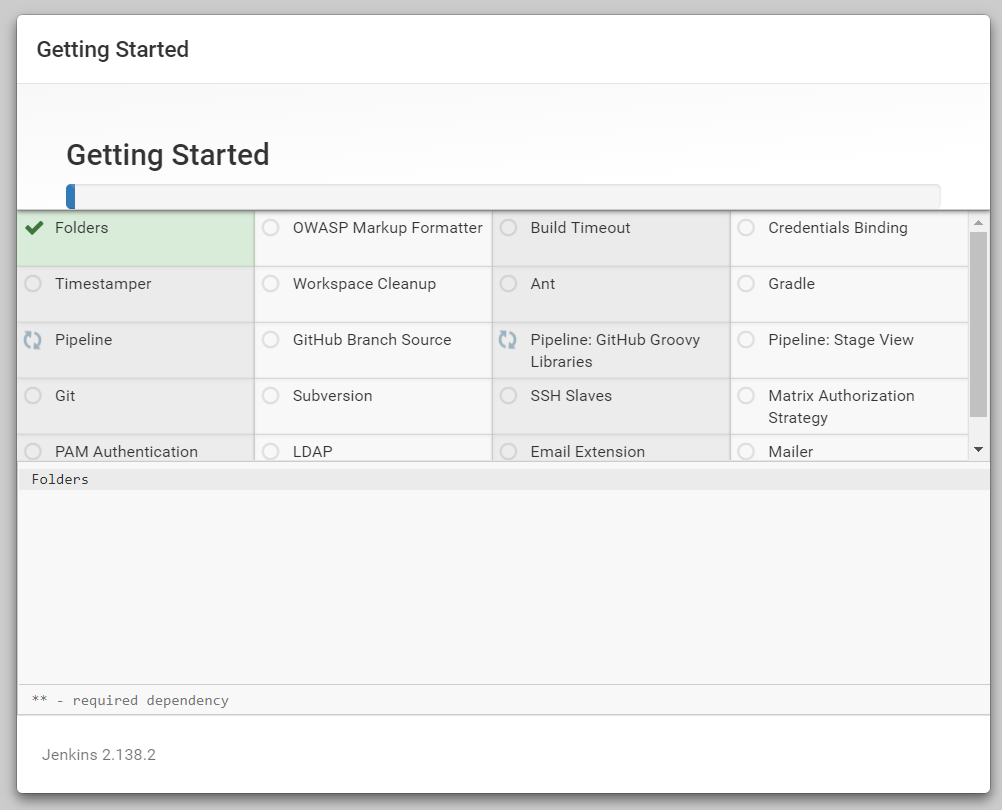 Getting Started
Getting Started
Folders
OWASP Markup Formatter
Build Timeout
Credentials Binding
Timestamper
Workspace Cleanup
Ant
Gradle
Pipeline
GitHub Branch Source
Pipeline: GitHub Groovy
Libraries
Pipeline: Stage View
Git
Subversion
SSH Slaves
Matrix Authorization
Strategy
PAM Authentication
LDAP
Email Extension
Mailer
Folders
** - required dependency
Jenkins 2.138.2